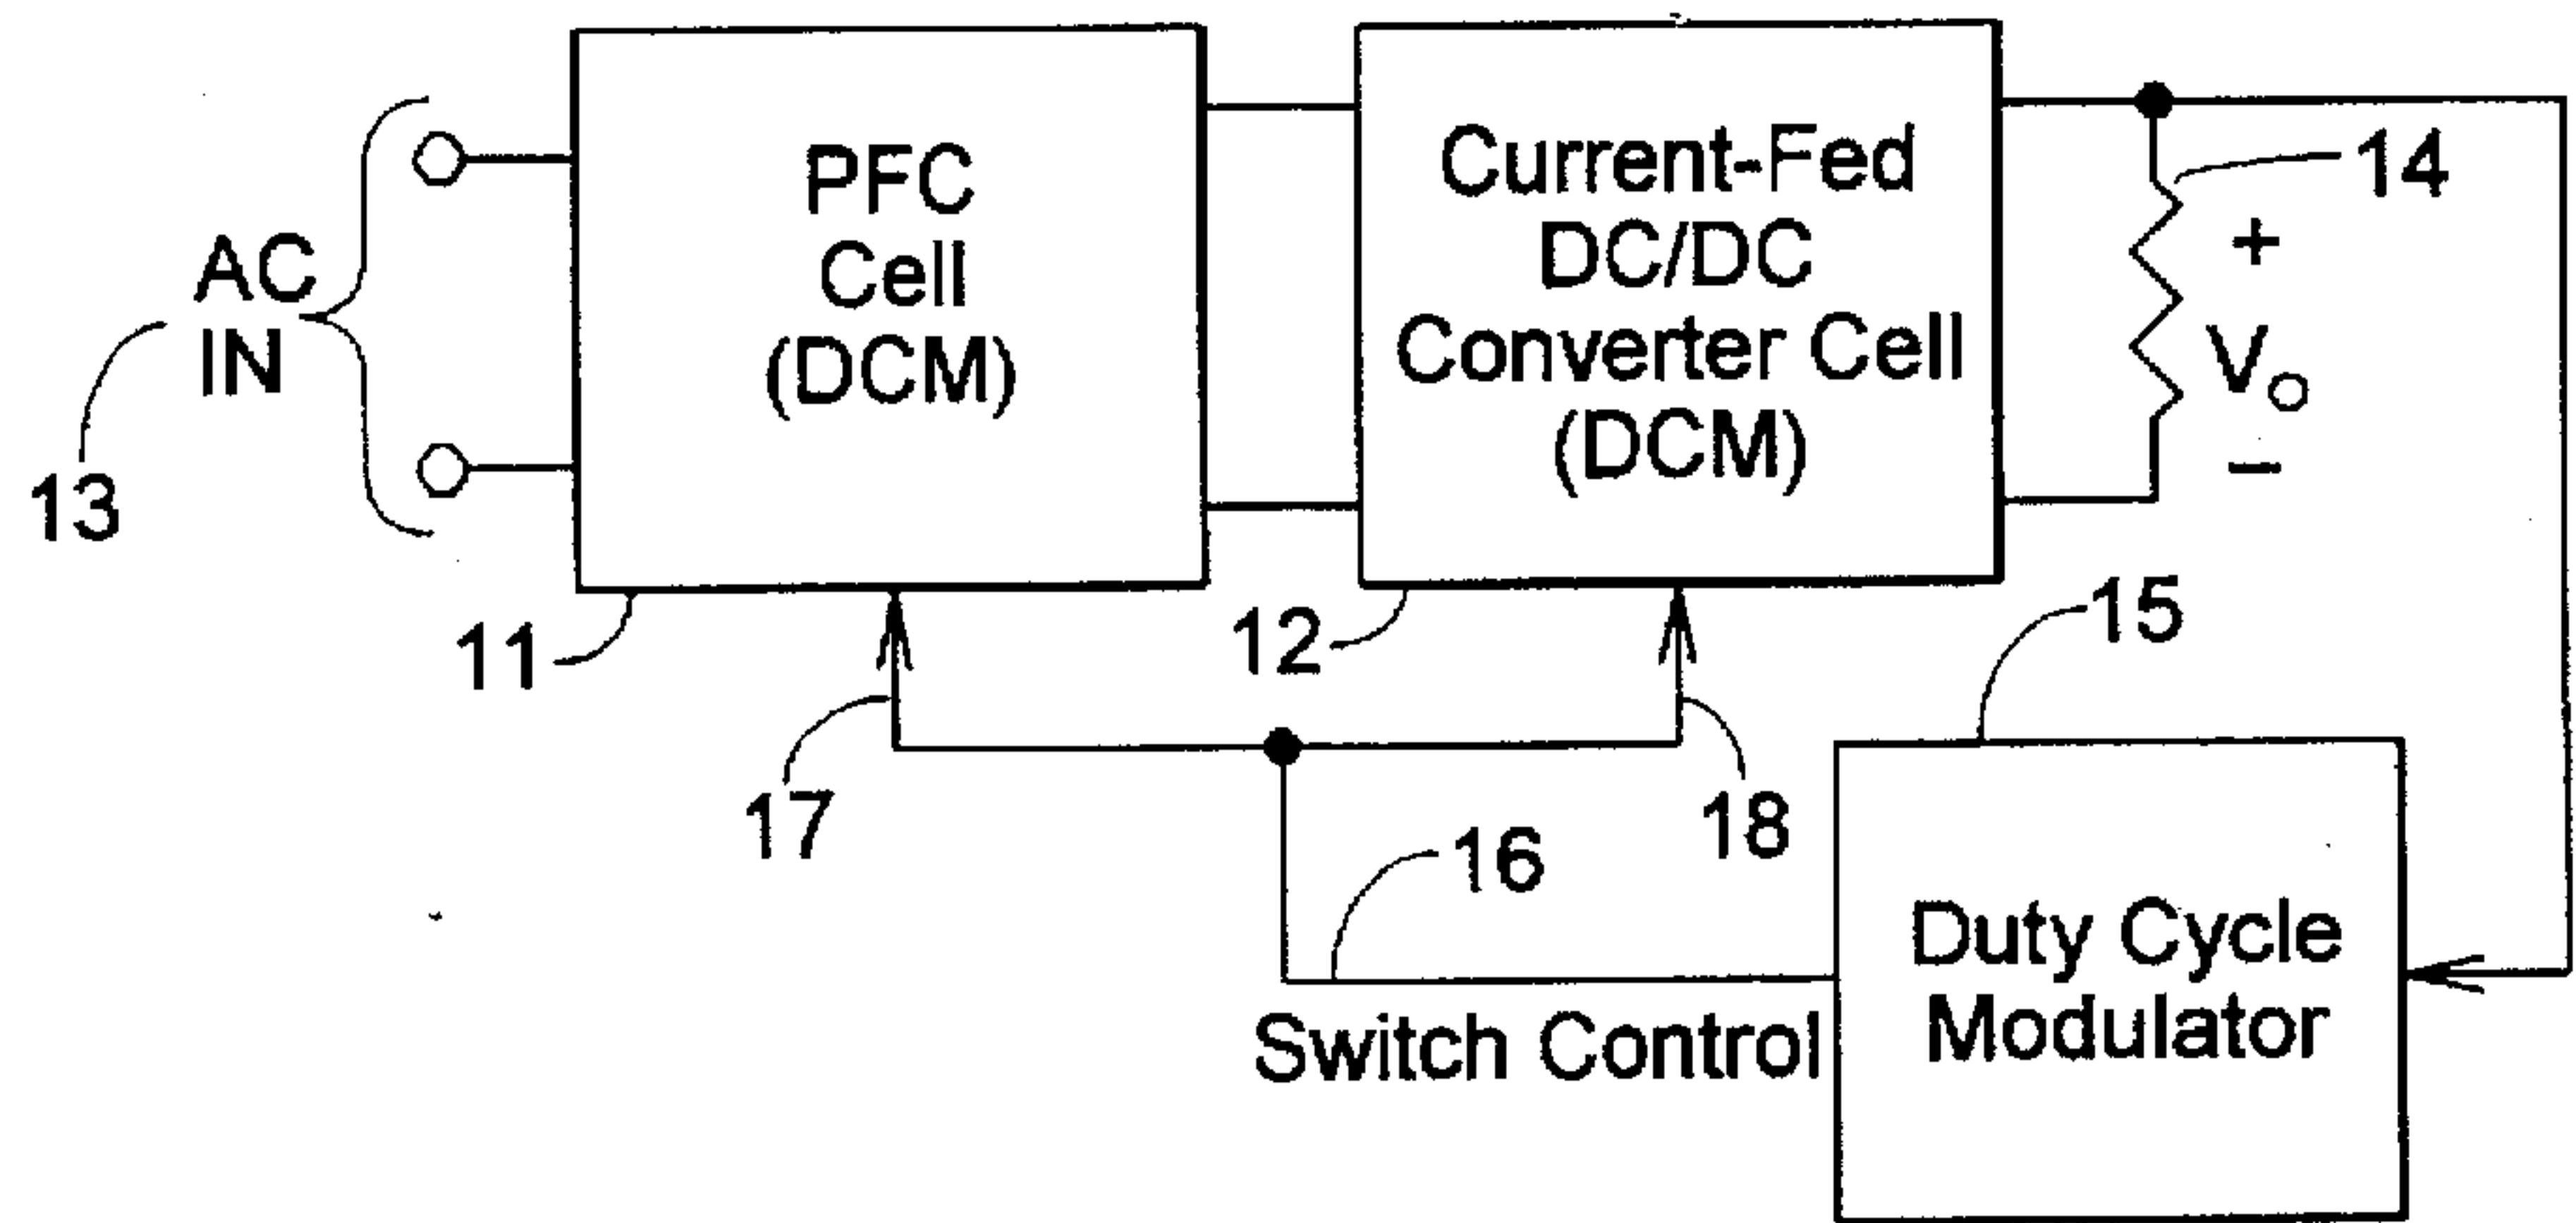 AC
IN
13
PFC
Cell
(DCM)
11
Current-Fed
DC/DC
Converter Cell
(DCM)
12
14
+
Vo
−
15
17
18
16
Switch Control
Duty Cycle
Modulator